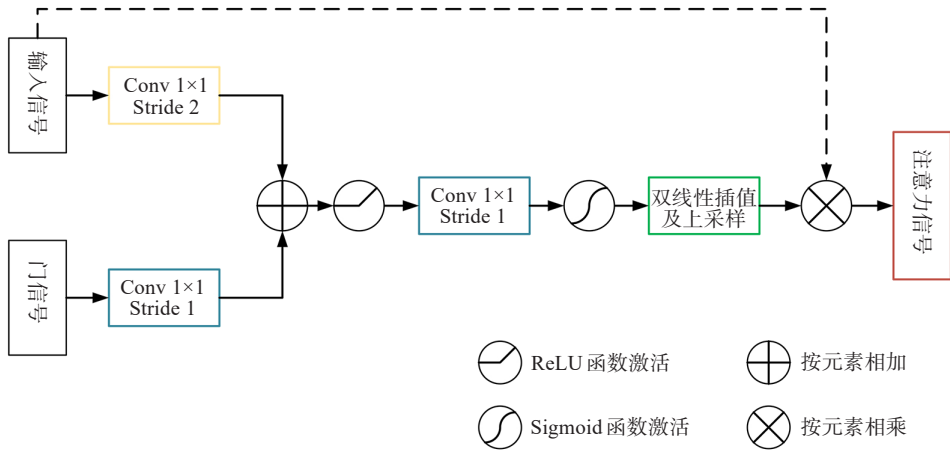 输入信号
Conv 1×1
Stride 2
Conv 1×1
Stride 1
双线性插值
及上采样
注意力信号
门信号
Conv 1×1
Stride 1
ReLU 函数激活
按元素相加
Sigmoid 函数激活
按元素相乘